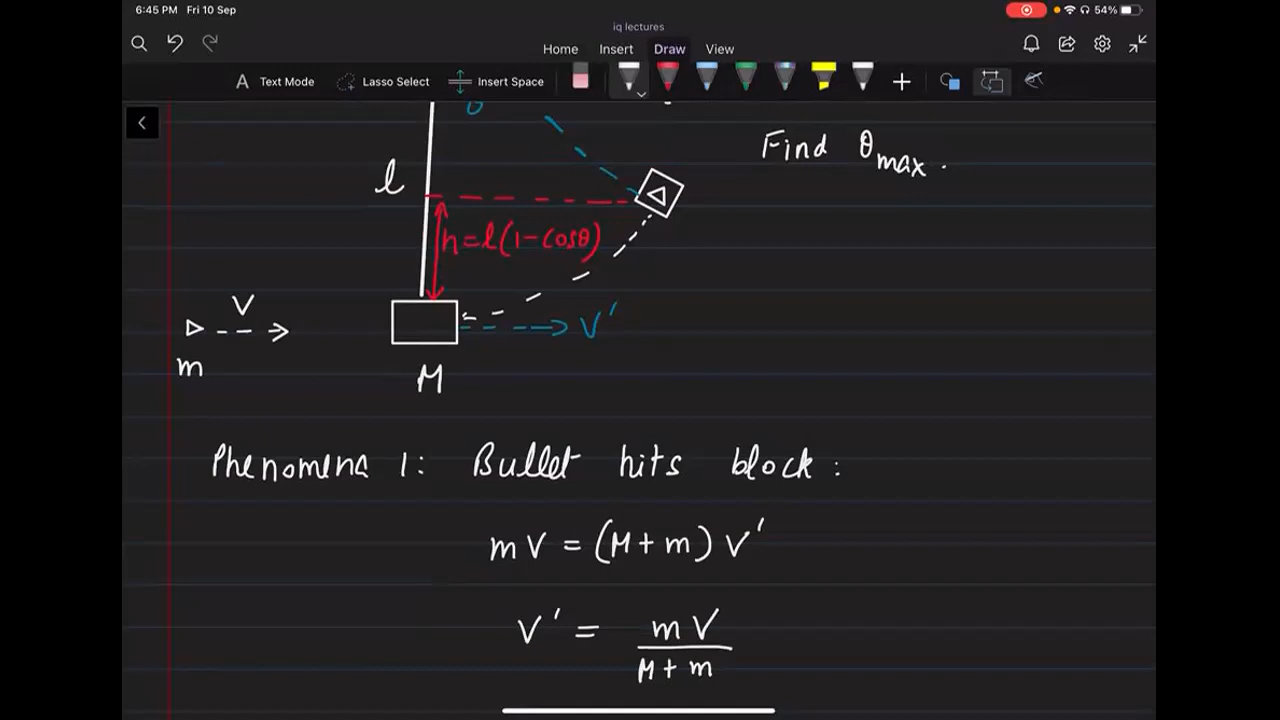 6:45 PM Fri 10 Sep
54%
iq lectures
Home Insert Draw View
A Text Mode Lasso Select Insert Space
θ
Find θmax.
l
h=l(1-cosθ)
V
V'
m
M
Phenomena 1: Bullet hits block:
mV = (M+m) V'
V' = mV
M+m